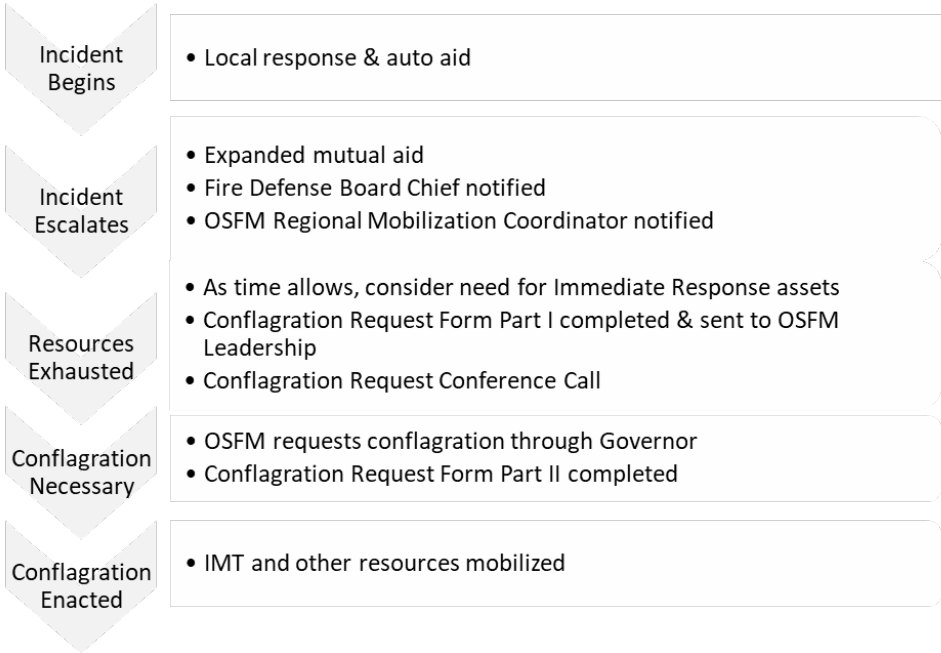 Incident
Begins
• Local response & auto aid
Incident
Escalates
• Expanded mutual aid
• Fire Defense Board Chief notified
• OSFM Regional Mobilization Coordinator notified
Resources
Exhausted
• As time allows, consider need for Immediate Response assets
• Conflagration Request Form Part I completed & sent to OSFM
Leadership
• Conflagration Request Conference Call
Conflagration
Necessary
• OSFM requests conflagration through Governor
• Conflagration Request Form Part II completed
Conflagration
Enacted
• IMT and other resources mobilized